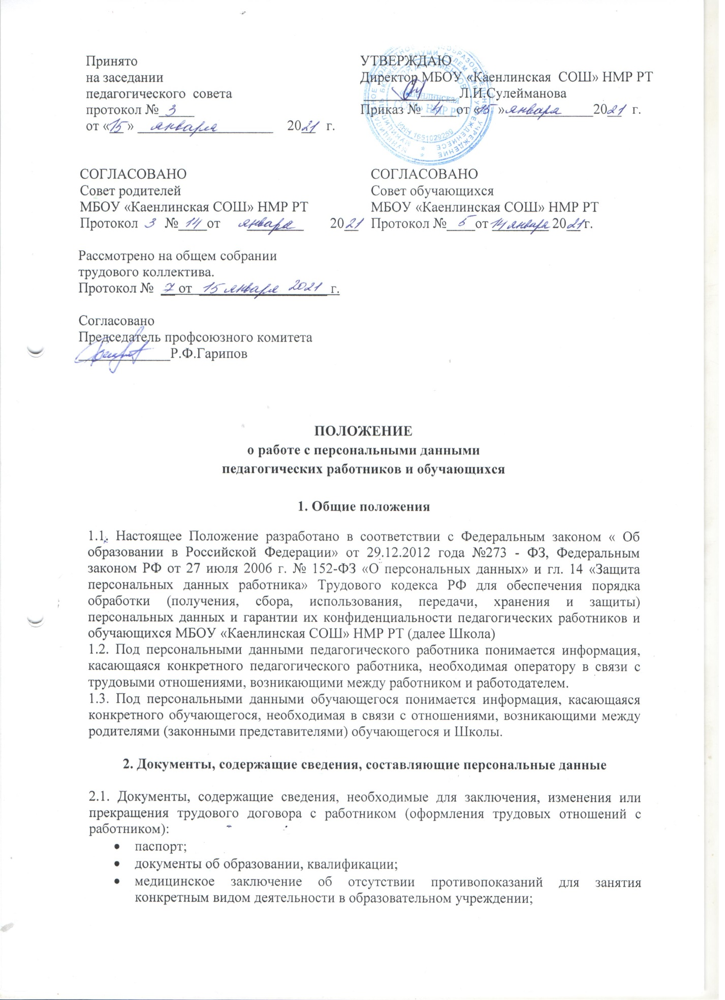 Принято
на заседании
педагогического совета
протокол № 3
от «15» января 2021 г.
УТВЕРЖДАЮ
Директор МБОУ «Каенлинская СОШ» НМР РТ
Л.И.Сулейманова
Приказ № 11 от «15» января 2021 г.
ИНН 1651029259
СОГЛАСОВАНО
Совет родителей
МБОУ «Каенлинская СОШ» НМР РТ
Протокол 3 № 14 от января 2021
СОГЛАСОВАНО
Совет обучающихся
МБОУ «Каенлинская СОШ» НМР РТ
Протокол № 5 от 14 января 2021 г.
Рассмотрено на общем собрании
трудового коллектива.
Протокол № 7 от 15 января 2021 г.
Согласовано
Председатель профсоюзного комитета
Р.Ф.Гарипов
ПОЛОЖЕНИЕ
о работе с персональными данными
педагогических работников и обучающихся
1. Общие положения
1.1. Настоящее Положение разработано в соответствии с Федеральным законом « Об
образовании в Российской Федерации» от 29.12.2012 года №273 - ФЗ, Федеральным
законом РФ от 27 июля 2006 г. № 152-ФЗ «О персональных данных» и гл. 14 «Защита
персональных данных работника» Трудового кодекса РФ для обеспечения порядка
обработки (получения, сбора, использования, передачи, хранения и защиты)
персональных данных и гарантии их конфиденциальности педагогических работников и
обучающихся МБОУ «Каенлинская СОШ» НМР РТ (далее Школа)
1.2. Под персональными данными педагогического работника понимается информация,
касающаяся конкретного педагогического работника, необходимая оператору в связи с
трудовыми отношениями, возникающими между работником и работодателем.
1.3. Под персональными данными обучающегося понимается информация, касающаяся
конкретного обучающегося, необходимая в связи с отношениями, возникающими между
родителями (законными представителями) обучающегося и Школы.
2. Документы, содержащие сведения, составляющие персональные данные
2.1. Документы, содержащие сведения, необходимые для заключения, изменения или
прекращения трудового договора с работником (оформления трудовых отношений с
работником):
• паспорт;
• документы об образовании, квалификации;
• медицинское заключение об отсутствии противопоказаний для занятия
конкретным видом деятельности в образовательном учреждении;